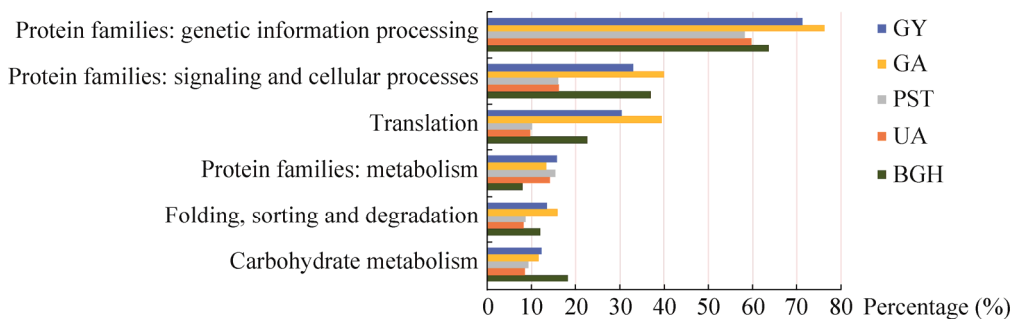 Protein families: genetic information processing
Protein families: signaling and cellular processes
Translation
Protein families: metabolism
Folding, sorting and degradation
Carbohydrate metabolism
0 10 20 30 40 50 60 70 80 Percentage (%)
GY
GA
PST
UA
BGH